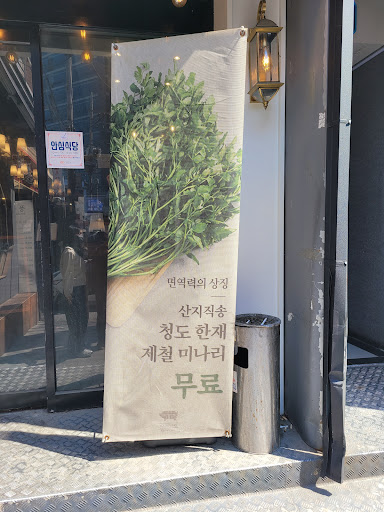 안심식당
면역력의 상징
산지직송
청도 한재
제철 미나리
무료